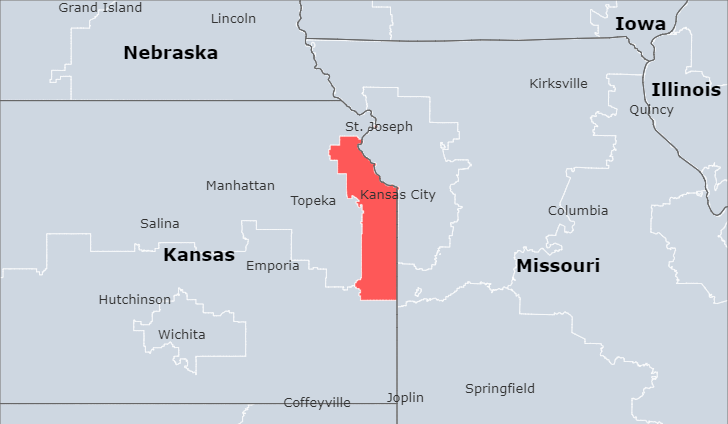 Grand Island
Lincoln
Iowa
Nebraska
Kirksville
Illinois
Quincy
St. Joseph
Manhattan
Topeka
Kansas City
Columbia
Salina
Kansas
Emporia
Missouri
Hutchinson
Wichita
Springfield
Coffeyville
Joplin